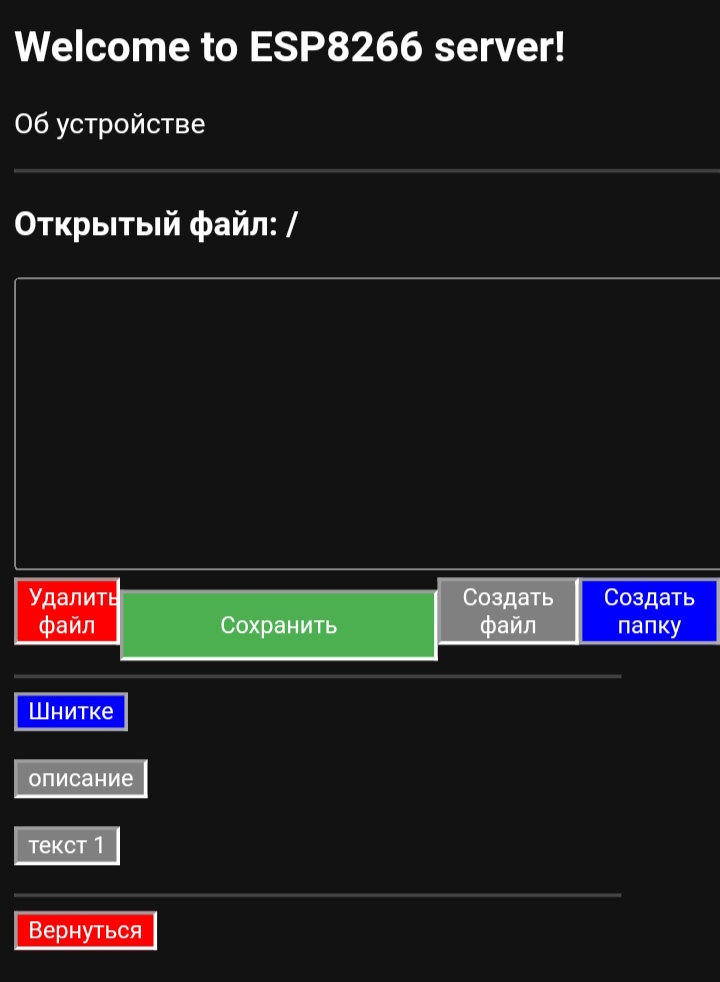 Welcome to ESP8266 server!
Об устройстве
Открытый файл: /
Удалить
файл
Сохранить
Создать
файл
Создать
папку
Шнитке
описание
текст 1
Вернуться